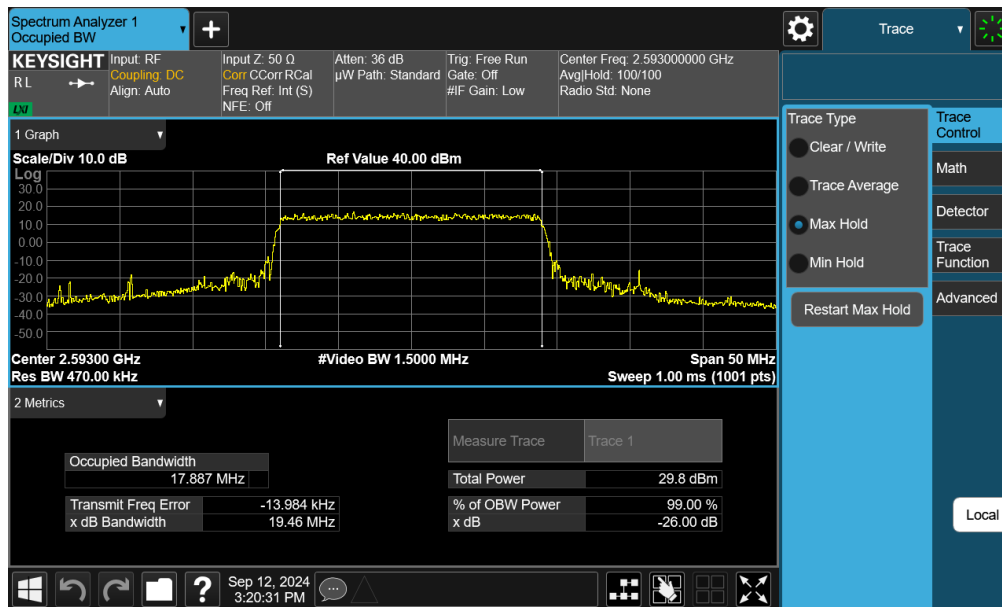 Spectrum Analyzer 1
Occupied BW
+
Trace
KEYSIGHT
R L
LXI
Input: RF
Coupling: DC
Align: Auto
Input Z: 50 Ω
Corr CCorr RCal
Freq Ref: Int (S)
NFE: Off
Atten: 36 dB
µW Path: Standard
Trig: Free Run
Gate: Off
#IF Gain: Low
Center Freq: 2.593000000 GHz
Avg|Hold: 100/100
Radio Std: None
1 Graph
Scale/Div 10.0 dB
Ref Value 40.00 dBm
Log
30.0
20.0
10.0
0.00
-10.0
-20.0
-30.0
-40.0
-50.0
Center 2.59300 GHz
#Video BW 1.5000 MHz
Span 50 MHz
Res BW 470.00 kHz
Sweep 1.00 ms (1001 pts)
2 Metrics
Measure Trace Trace 1
Occupied Bandwidth
17.887 MHz
Total Power 29.8 dBm
Transmit Freq Error -13.984 kHz
% of OBW Power 99.00 %
x dB Bandwidth 19.46 MHz
x dB -26.00 dB
Trace Type
Clear / Write
Trace Average
Max Hold
Min Hold
Restart Max Hold
Trace
Control
Math
Detector
Trace
Function
Advanced
Local
?
Sep 12, 2024
3:20:31 PM